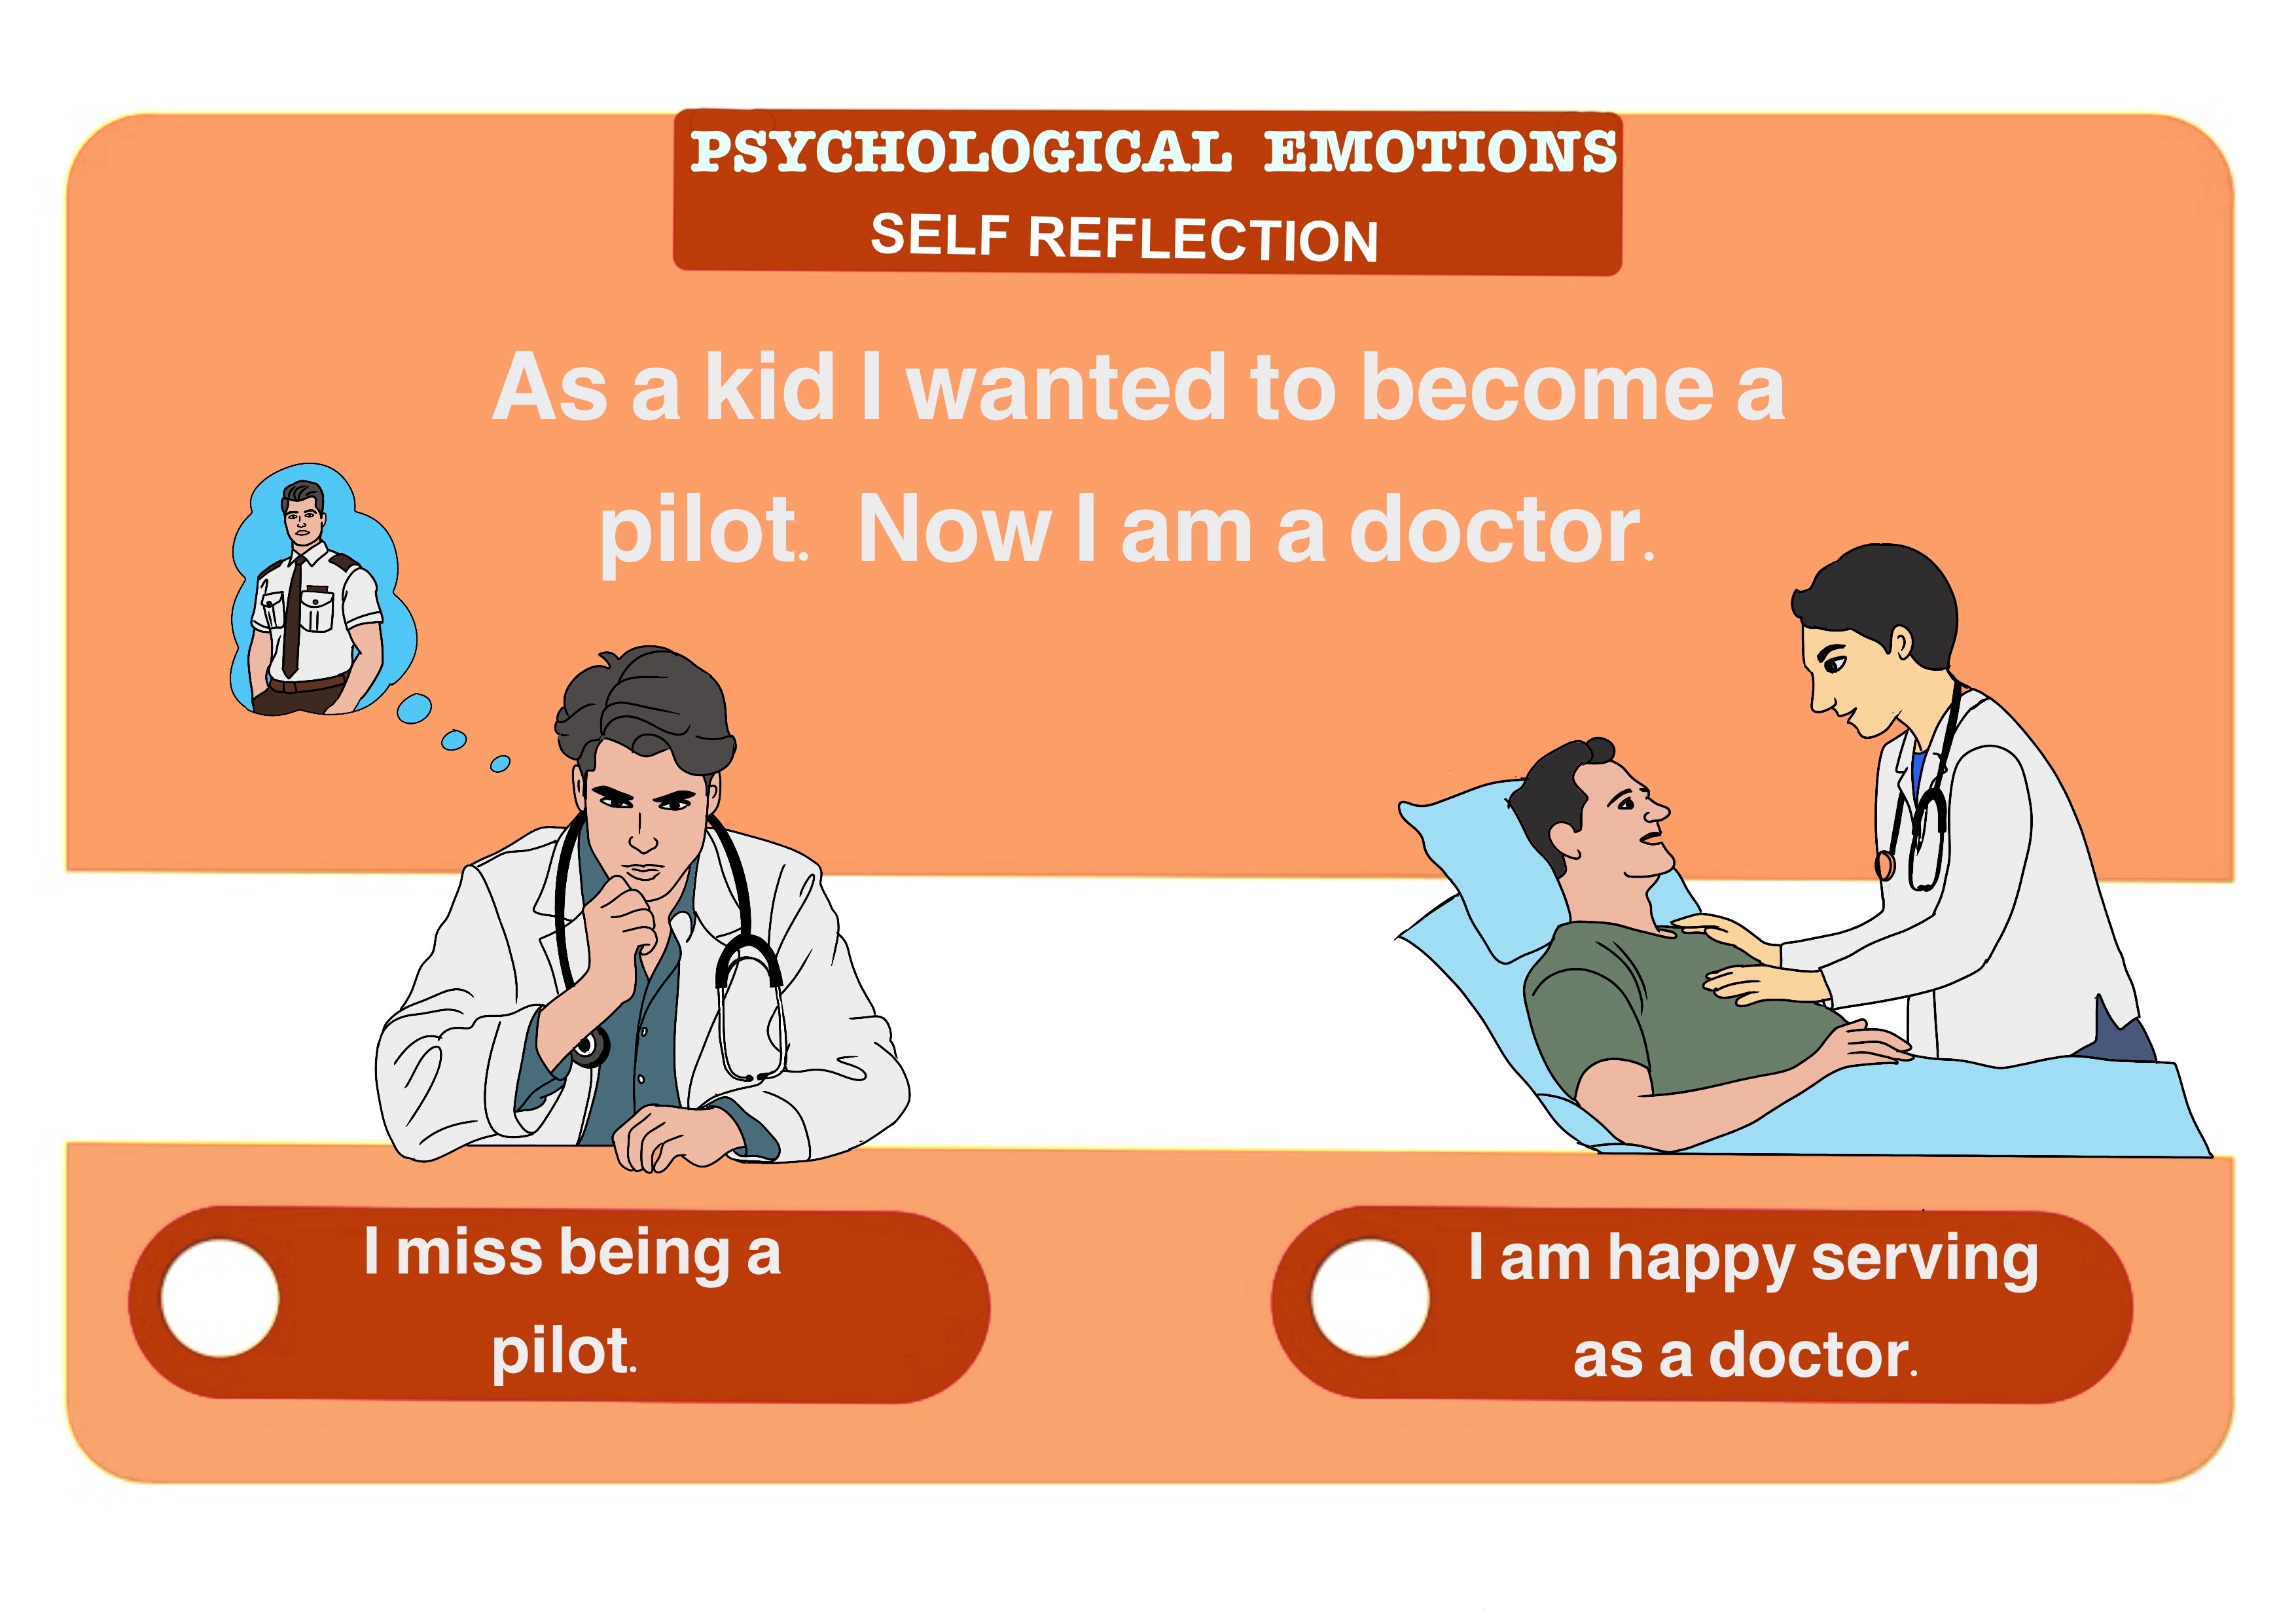 PSYCHOLOGICAL EMOTIONS
SELF REFLECTION
As a kid I wanted to become a
pilot. Now I am a doctor.
I miss being a
pilot.
I am happy serving
as a doctor.